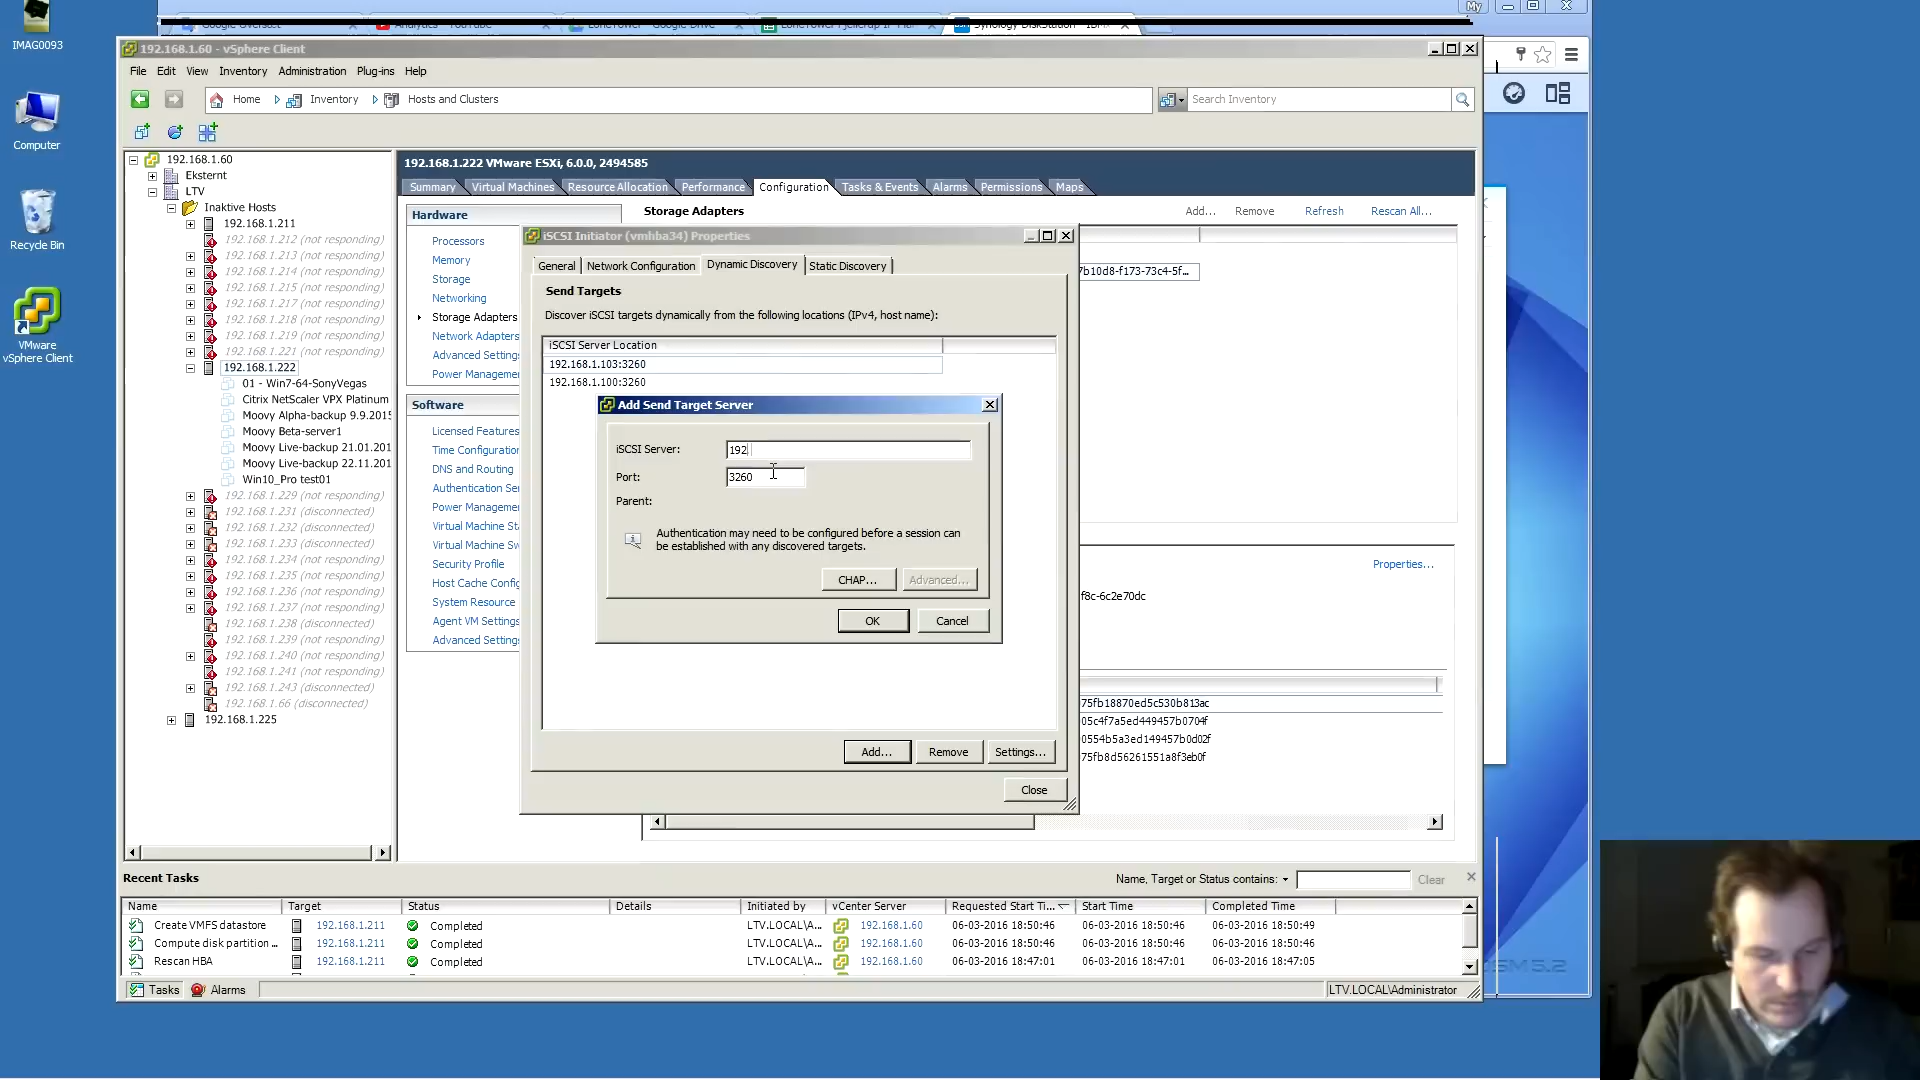 IMAG0093
Computer
Recycle Bin
VMware
vSphere Client
My
192.168.1.60 - vSphere Client
File Edit View Inventory Administration Plug-ins Help
Home Inventory Hosts and Clusters
Search Inventory
192.168.1.60
Eksternt
LTV
Inaktive Hosts
192.168.1.211
192.168.1.212 (not responding)
192.168.1.213 (not responding)
192.168.1.214 (not responding)
192.168.1.215 (not responding)
192.168.1.217 (not responding)
192.168.1.218 (not responding)
192.168.1.219 (not responding)
192.168.1.221 (not responding)
192.168.1.222
01 - Win7-64-SonyVegas
Citrix NetScaler VPX Platinum
Moovy Alpha-backup 9.9.2015
Moovy Beta-server1
Moovy Live-backup 21.01.201
Moovy Live-backup 22.11.201
Win10_Pro test01
192.168.1.229 (not responding)
192.168.1.231 (disconnected)
192.168.1.232 (disconnected)
192.168.1.233 (disconnected)
192.168.1.234 (not responding)
192.168.1.235 (not responding)
192.168.1.236 (not responding)
192.168.1.237 (not responding)
192.168.1.238 (disconnected)
192.168.1.239 (not responding)
192.168.1.240 (not responding)
192.168.1.241 (not responding)
192.168.1.243 (disconnected)
192.168.1.66 (disconnected)
192.168.1.225
192.168.1.222 VMware ESXi, 6.0.0, 2494585
Summary Virtual Machines Resource Allocation Performance Configuration Tasks & Events Alarms Permissions Maps
Hardware
Processors
Memory
Storage
Networking
Storage Adapters
Network Adapters
Advanced Settings
Power Managemer
Software
Licensed Features
Time Configuration
DNS and Routing
Authentication Ser
Power Managemer
Virtual Machine St
Virtual Machine Sw
Security Profile
Host Cache Config
System Resource
Agent VM Settings
Advanced Settings
Storage Adapters
Add... Remove Refresh Rescan All...
7b10d8-f173-73c4-5f...
Properties...
f8c-6c2e70dc
75fb18870ed5c530b813ac
05c4f7a5ed449457b0704f
0554b5a3ed149457b0d02f
75fb8d56261551a8f3eb0f
iSCSI Initiator (vmhba34) Properties
General Network Configuration Dynamic Discovery Static Discovery
Send Targets
Discover iSCSI targets dynamically from the following locations (IPv4, host name):
iSCSI Server Location
192.168.1.103:3260
192.168.1.100:3260
Add Send Target Server
iSCSI Server: 192.
Port: 3260
Parent:
Authentication may need to be configured before a session can
be established with any discovered targets.
CHAP... Advanced...
OK Cancel
Add... Remove Settings...
Close
Recent Tasks
Name, Target or Status contains: Clear
Name Target Status Details Initiated by vCenter Server Requested Start Ti... Start Time Completed Time
Create VMFS datastore 192.168.1.211 Completed LTV.LOCAL\A... 192.168.1.60 06-03-2016 18:50:46 06-03-2016 18:50:46 06-03-2016 18:50:49
Compute disk partition ... 192.168.1.211 Completed LTV.LOCAL\A... 192.168.1.60 06-03-2016 18:50:46 06-03-2016 18:50:46 06-03-2016 18:50:46
Rescan HBA 192.168.1.211 Completed LTV.LOCAL\A... 192.168.1.60 06-03-2016 18:47:01 06-03-2016 18:47:01 06-03-2016 18:47:05
Tasks Alarms
LTV.LOCAL\Administrator
DSM 5.2